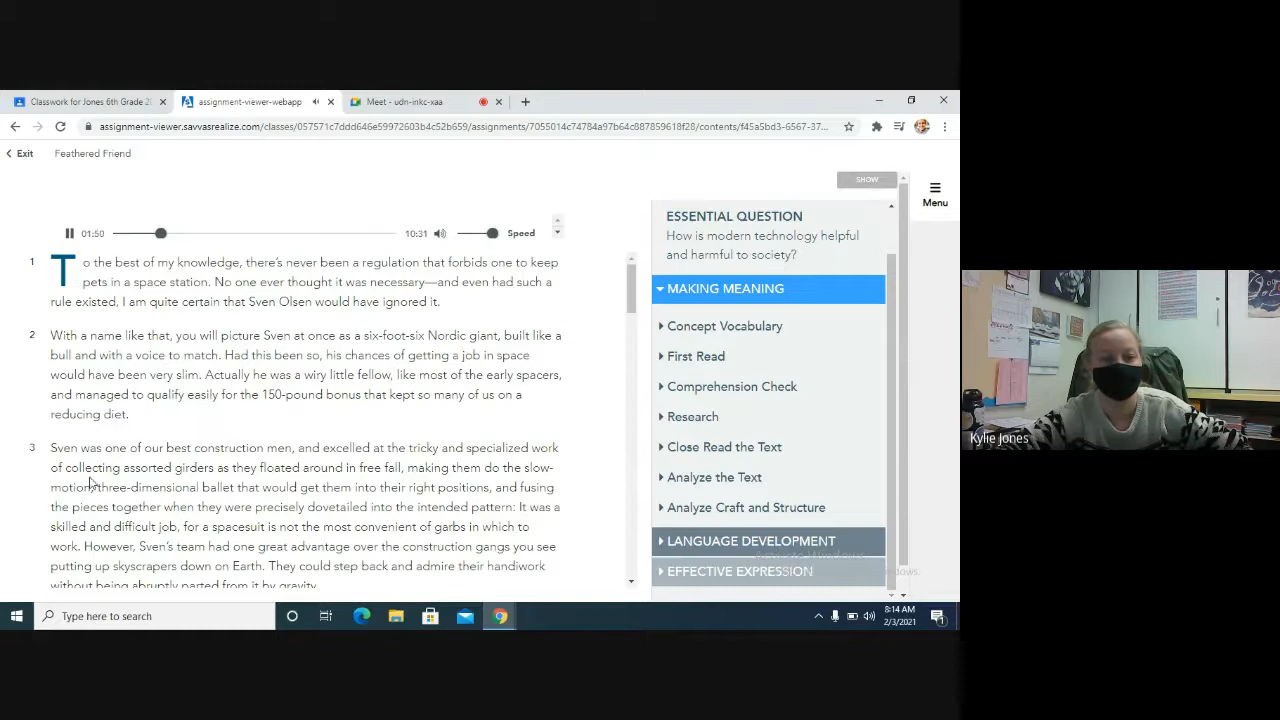 Classwork for Jones 6th Grade 2
assignment-viewer-webapp
Meet - udn-inkc-xaa
assignment-viewer.savvasrealize.com/classes/057571c7ddd646e59972603b4c52b659/assignments/7055014c74784a97b64c887859618f28/contents/f45a5bd3-6567-37...
Exit
Feathered Friend
SHOW
Menu
01:50
10:31
Speed
1
To the best of my knowledge, there's never been a regulation that forbids one to keep
pets in a space station. No one ever thought it was necessary—and even had such a
rule existed, I am quite certain that Sven Olsen would have ignored it.
2
With a name like that, you will picture Sven at once as a six-foot-six Nordic giant, built like a
bull and with a voice to match. Had this been so, his chances of getting a job in space
would have been very slim. Actually he was a wiry little fellow, like most of the early spacers,
and managed to qualify easily for the 150-pound bonus that kept so many of us on a
reducing diet.
3
Sven was one of our best construction men, and excelled at the tricky and specialized work
of collecting assorted girders as they floated around in free fall, making them do the slow-
motion three-dimensional ballet that would get them into their right positions, and fusing
the pieces together when they were precisely dovetailed into the intended pattern: It was a
skilled and difficult job, for a spacesuit is not the most convenient of garbs in which to
work. However, Sven's team had one great advantage over the construction gangs you see
putting up skyscrapers down on Earth. They could step back and admire their handiwork
without being abruptly parted from it by gravity.
ESSENTIAL QUESTION
How is modern technology helpful
and harmful to society?
MAKING MEANING
Concept Vocabulary
First Read
Comprehension Check
Research
Close Read the Text
Analyze the Text
Analyze Craft and Structure
LANGUAGE DEVELOPMENT
EFFECTIVE EXPRESSION
Type here to search
8:14 AM
2/3/2021
1
Kylie Jones